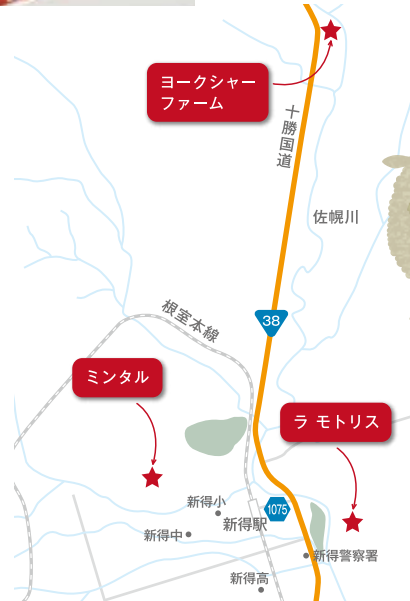 ヨークシャー
ファーム
十勝国道
佐幌川
38
根室本線
ミンタル
ラ モトリス
1075
新得小
新得駅
新得中
新得警察署
新得高